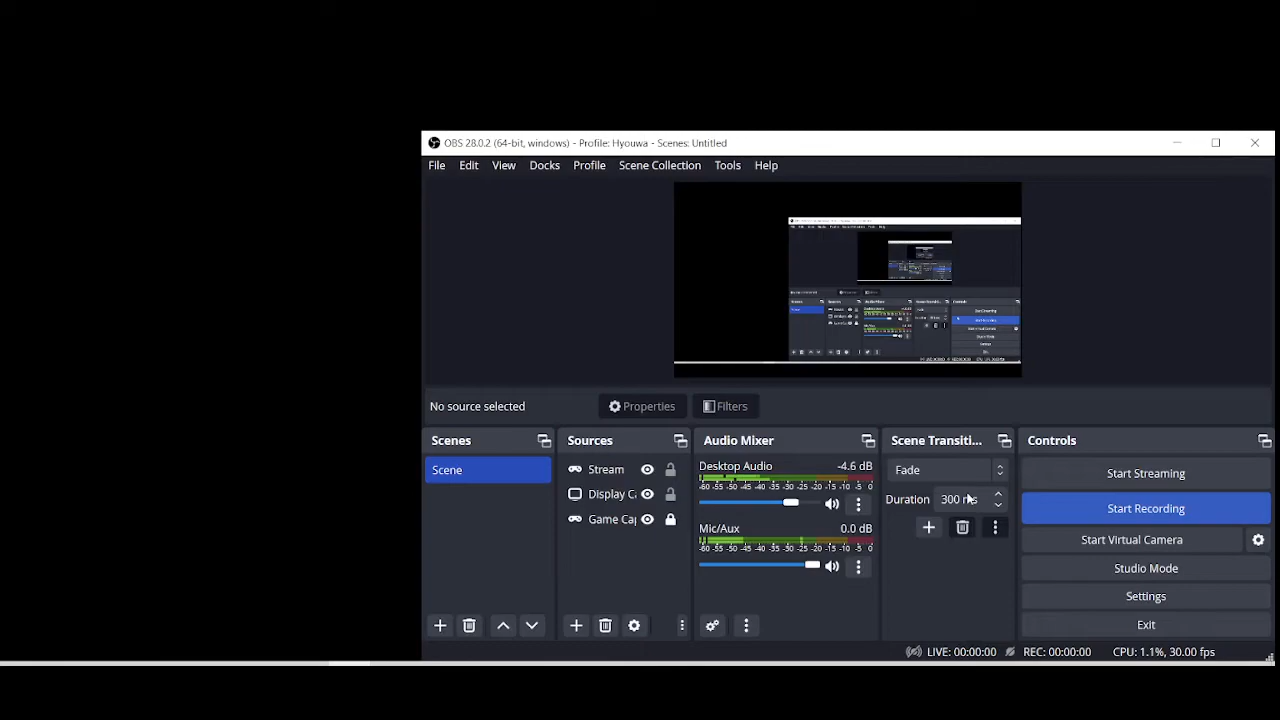 OBS 28.0.2 (64-bit, windows) - Profile: Hyouwa - Scenes: Untitled
File Edit View Docks Profile Scene Collection Tools Help
No source selected Properties Filters
Scenes Sources Audio Mixer Scene Transiti... Controls
Scene
Stream
Display Ca
Game Cap
Desktop Audio -4.6 dB
-60 -55 -50 -45 -40 -35 -30 -25 -20 -15 -10 -5 0
Mic/Aux 0.0 dB
-60 -55 -50 -45 -40 -35 -30 -25 -20 -15 -10 -5 0
Fade
Duration 300 ms
Start Streaming
Start Recording
Start Virtual Camera
Studio Mode
Settings
Exit
LIVE: 00:00:00 REC: 00:00:00 CPU: 1.1%, 30.00 fps